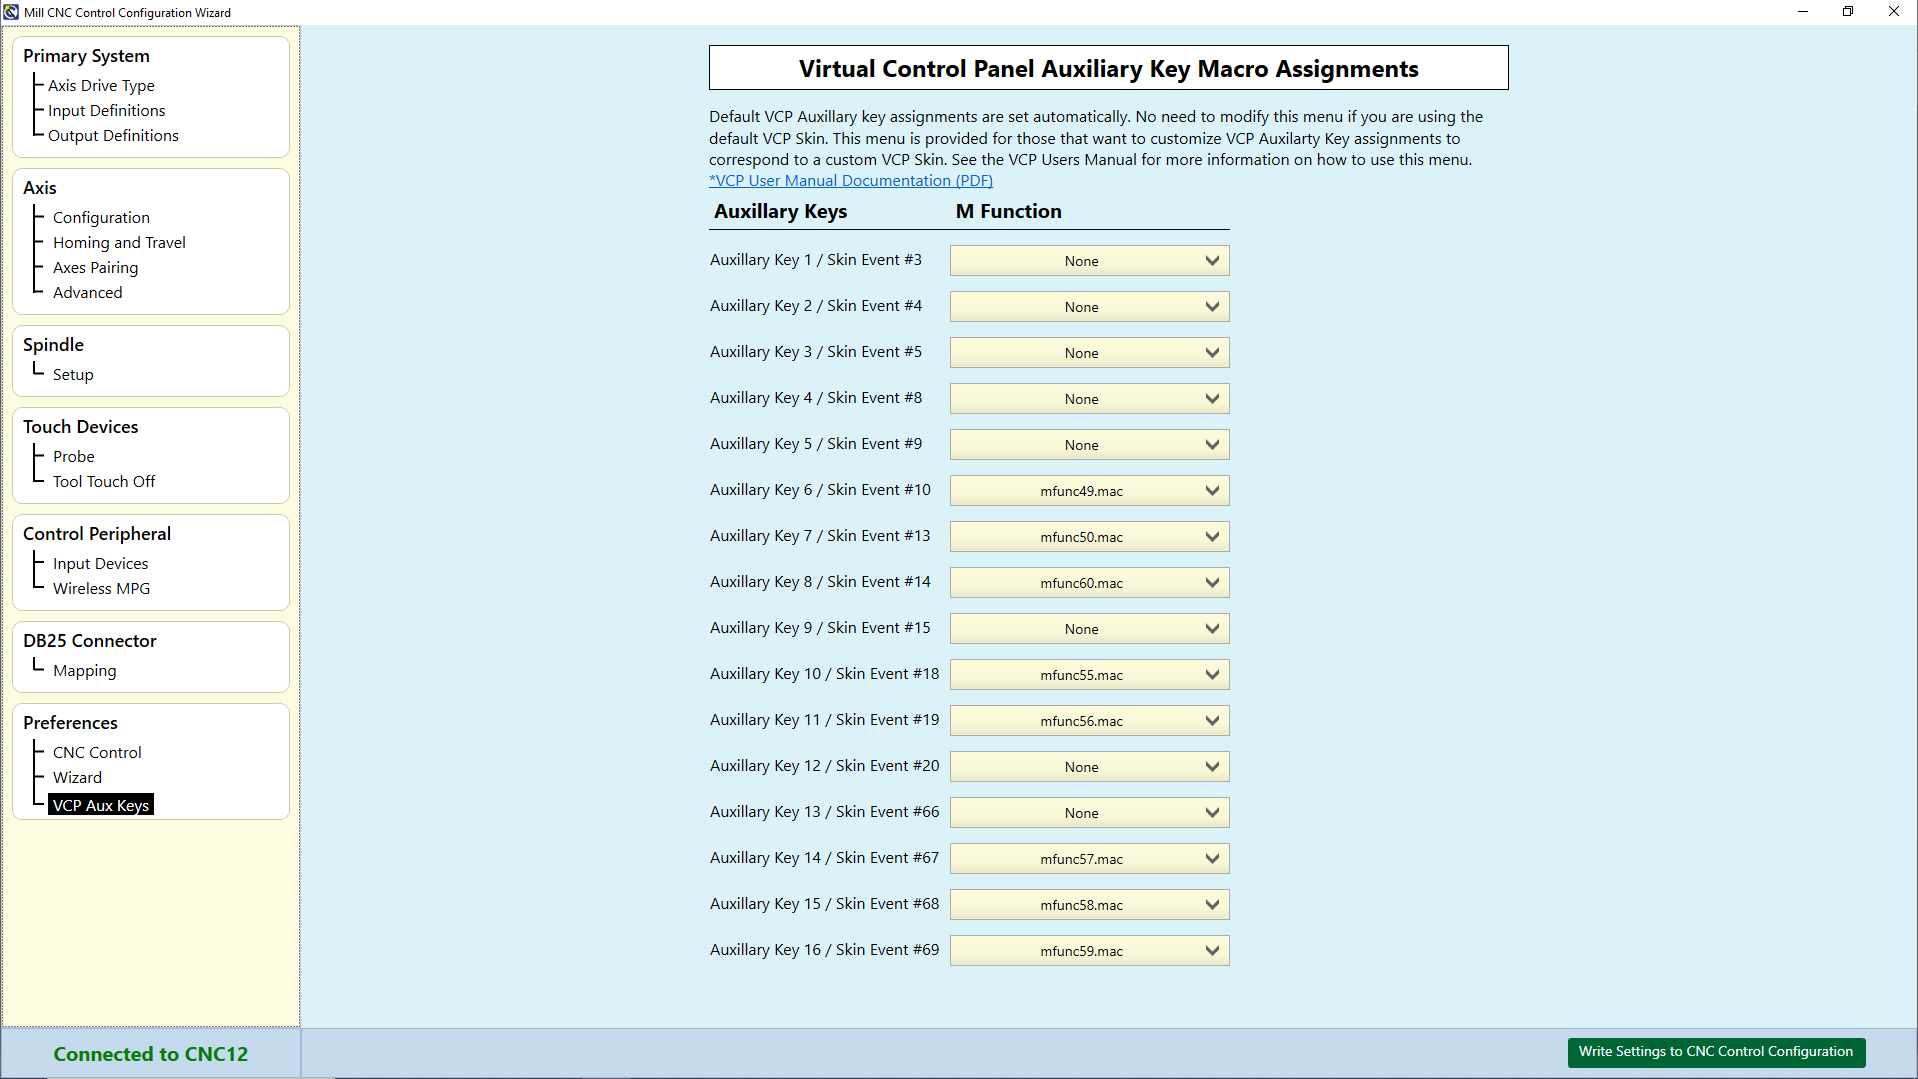 Mill CNC Control Configuration Wizard
Primary System
Axis Drive Type
Input Definitions
Output Definitions
Axis
Configuration
Homing and Travel
Axes Pairing
Advanced
Spindle
Setup
Touch Devices
Probe
Tool Touch Off
Control Peripheral
Input Devices
Wireless MPG
DB25 Connector
Mapping
Preferences
CNC Control
Wizard
VCP Aux Keys
Connected to CNC12
Virtual Control Panel Auxiliary Key Macro Assignments
Default VCP Auxillary key assignments are set automatically. No need to modify this menu if you are using the
default VCP Skin. This menu is provided for those that want to customize VCP Auxilarty Key assignments to
correspond to a custom VCP Skin. See the VCP Users Manual for more information on how to use this menu.
*VCP User Manual Documentation (PDF)
Auxillary Keys M Function
Auxillary Key 1 / Skin Event #3 None
Auxillary Key 2 / Skin Event #4 None
Auxillary Key 3 / Skin Event #5 None
Auxillary Key 4 / Skin Event #8 None
Auxillary Key 5 / Skin Event #9 None
Auxillary Key 6 / Skin Event #10 mfunc49.mac
Auxillary Key 7 / Skin Event #13 mfunc50.mac
Auxillary Key 8 / Skin Event #14 mfunc60.mac
Auxillary Key 9 / Skin Event #15 None
Auxillary Key 10 / Skin Event #18 mfunc55.mac
Auxillary Key 11 / Skin Event #19 mfunc56.mac
Auxillary Key 12 / Skin Event #20 None
Auxillary Key 13 / Skin Event #66 None
Auxillary Key 14 / Skin Event #67 mfunc57.mac
Auxillary Key 15 / Skin Event #68 mfunc58.mac
Auxillary Key 16 / Skin Event #69 mfunc59.mac
Write Settings to CNC Control Configuration